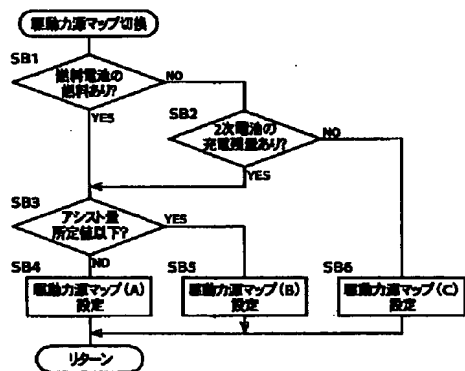 駆動力源マップ切換
SB1
燃料電池の
燃料あり?
NO
YES
SB2
2次電池の
充電残量あり?
NO
YES
SB3
アシスト量
所定値以下?
YES
NO
SB4
駆動力源マップ(A)
設定
SB5
駆動力源マップ(B)
設定
SB6
駆動力源マップ(C)
設定
リターン